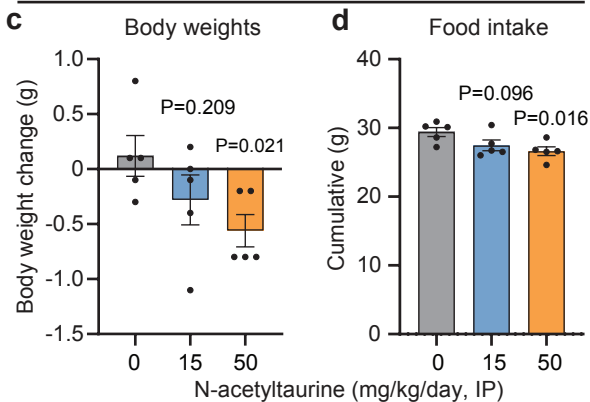 c
Body weights
1.0
0.5
0
-0.5
-1.0
-1.5
Body weight change (g)
P=0.209
P=0.021
0 15 50
d
Food intake
40
30
20
10
0
Cumulative (g)
P=0.096
P=0.016
0 15 50
N-acetyltaurine (mg/kg/day, IP)